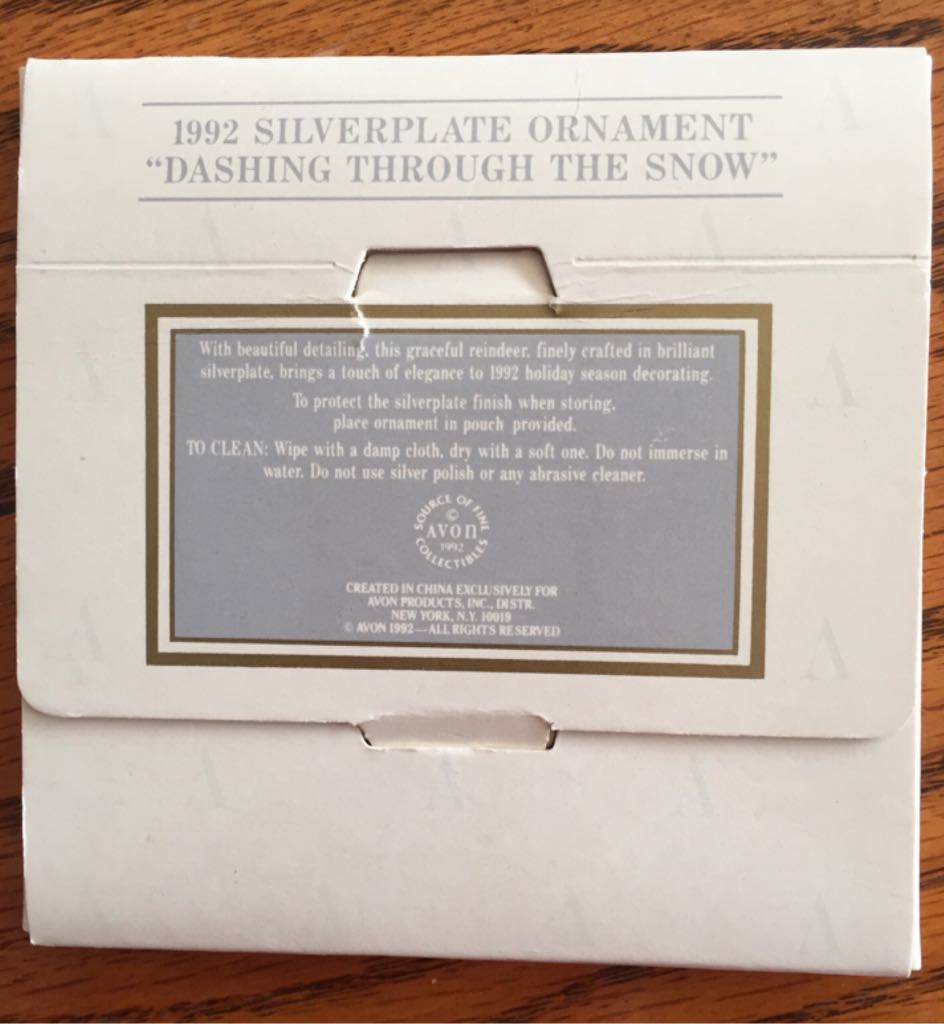 1992 SILVERPLATE ORNAMENT
“DASHING THROUGH THE SNOW”
With beautiful detailing, this graceful reindeer, finely crafted in brilliant
silverplate, brings a touch of elegance to 1992 holiday season decorating.
To protect the silverplate finish when storing,
place ornament in pouch provided.
TO CLEAN: Wipe with a damp cloth, dry with a soft one. Do not immerse in
water. Do not use silver polish or any abrasive cleaner.
SOURCE OF FINE
©
AVON
1992
COLLECTIBLES
CREATED IN CHINA EXCLUSIVELY FOR
AVON PRODUCTS, INC., DISTR.
NEW YORK, N.Y. 10019
© AVON 1992—ALL RIGHTS RESERVED